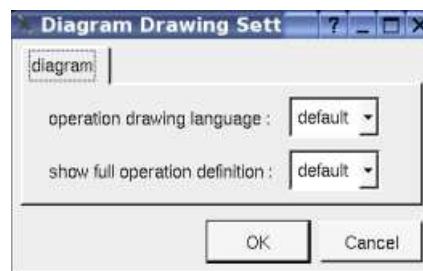 Diagram Drawing Sett
diagram
operation drawing language : default
show full operation definition : default
OK Cancel